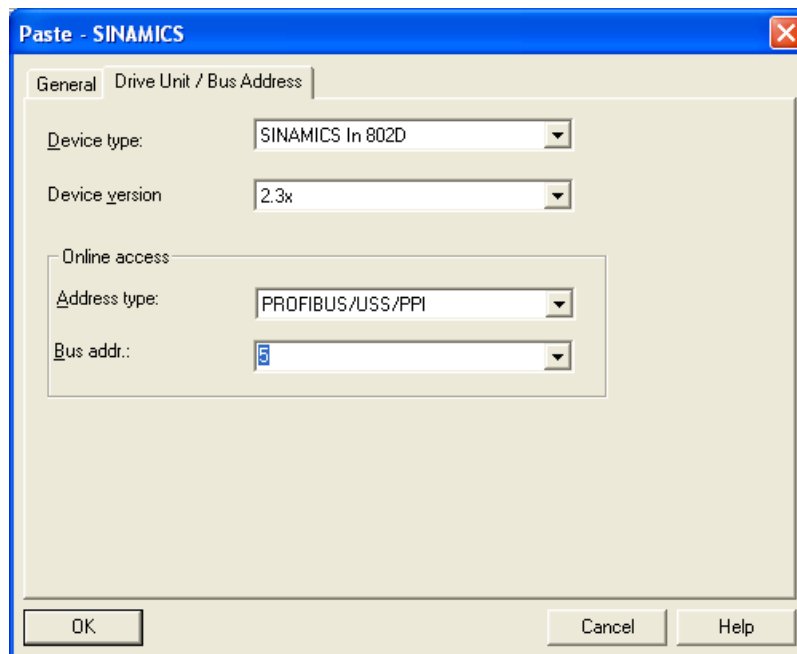 Paste - SINAMICS
General Drive Unit / Bus Address
Device type: SINAMICS In 802D
Device version 2.3x
Online access
Address type: PROFIBUS/USS/PPI
Bus addr.: 5
OK Cancel Help